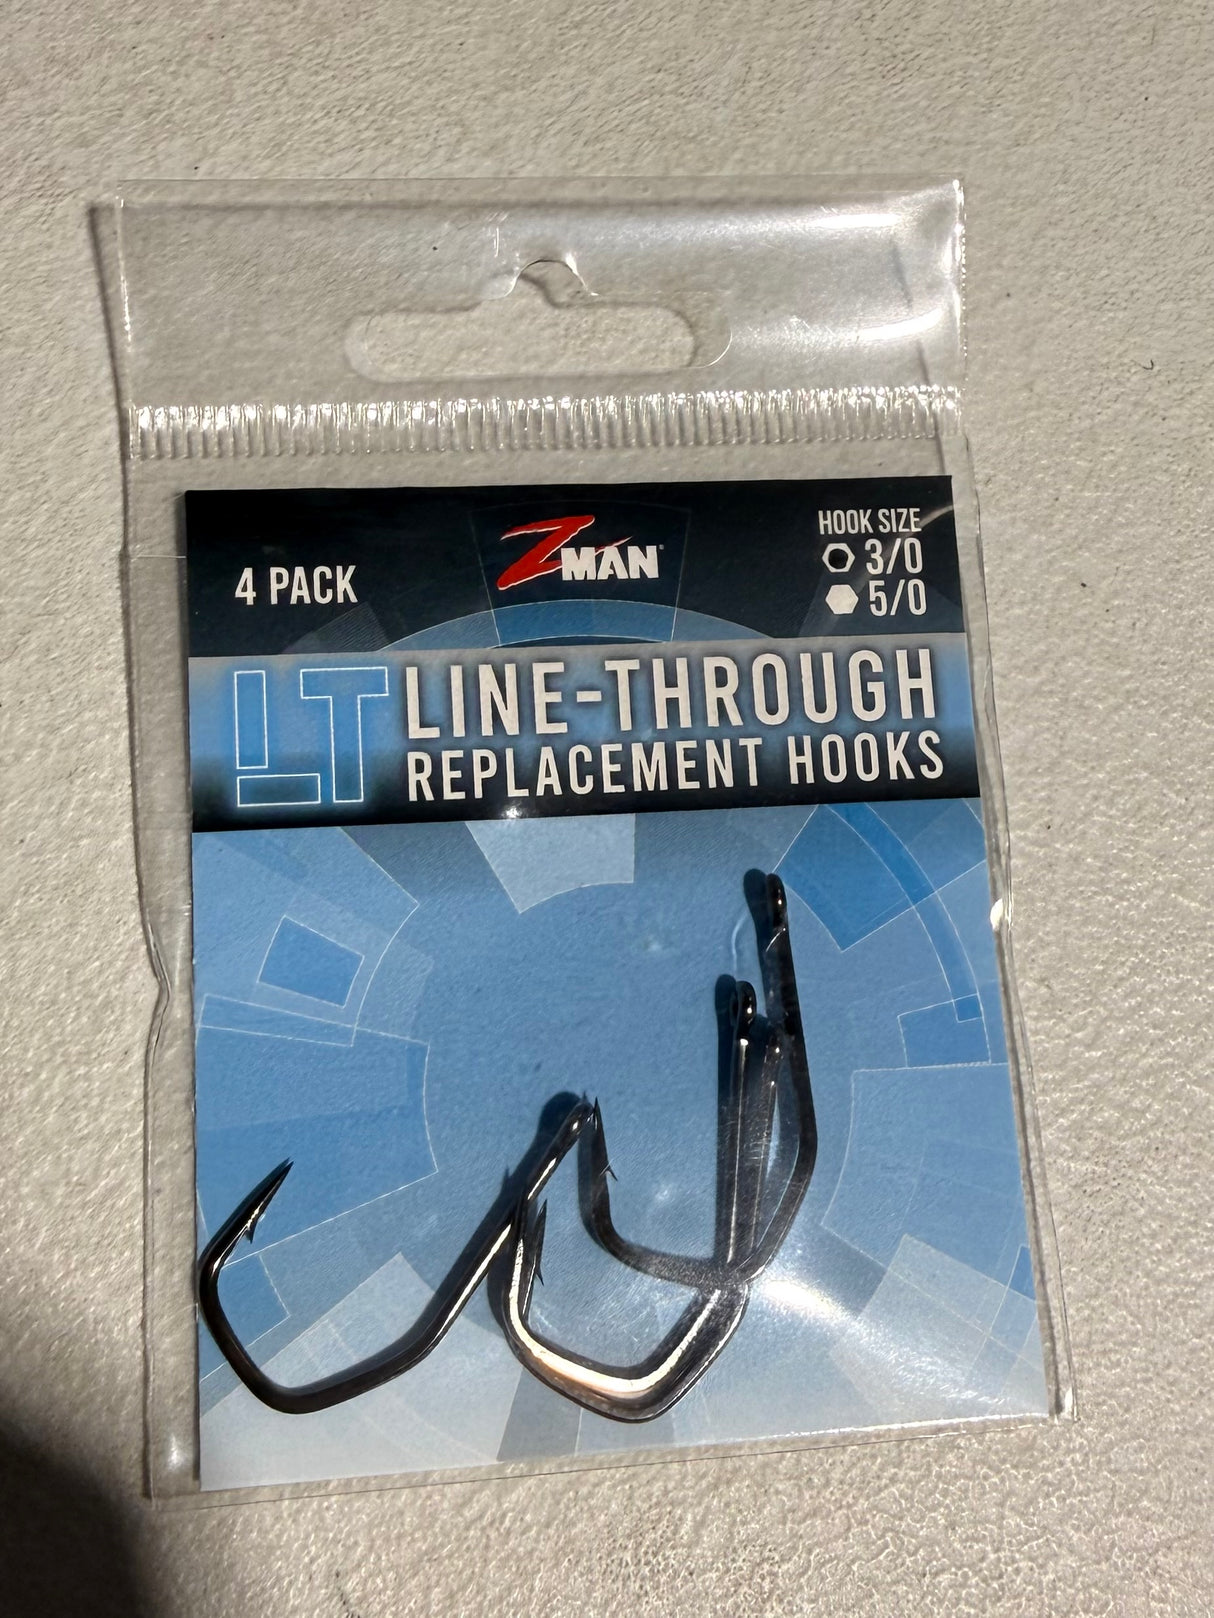 4 PACK
ZMAN®
HOOK SIZE
3/0
5/0
LT LINE-THROUGH
REPLACEMENT HOOKS